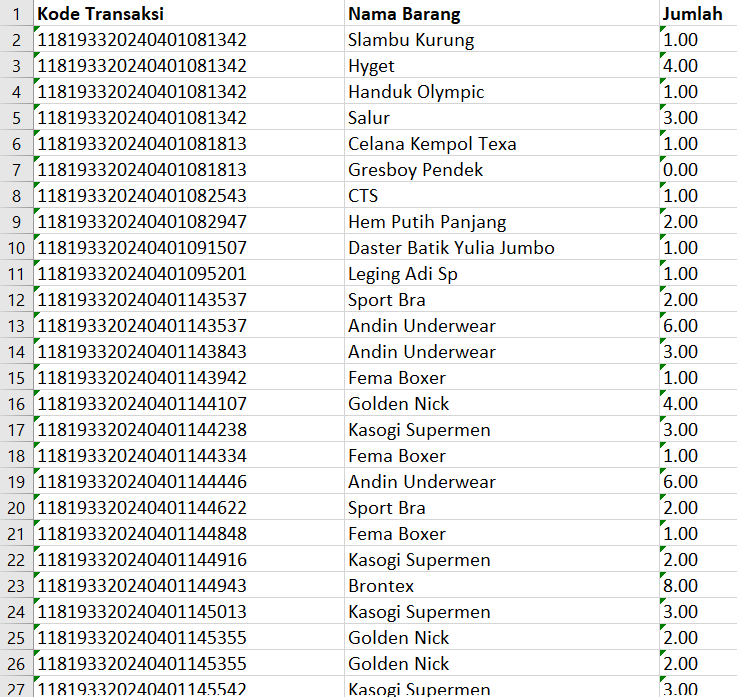 1 Kode Transaksi Nama Barang Jumlah
2 118193320240401081342 Slambu Kurung 1.00
3 118193320240401081342 Hyget 4.00
4 118193320240401081342 Handuk Olympic 1.00
5 118193320240401081342 Salur 3.00
6 118193320240401081813 Celana Kempol Texa 1.00
7 118193320240401081813 Gresboy Pendek 0.00
8 118193320240401082543 CTS 1.00
9 118193320240401082947 Hem Putih Panjang 2.00
10 118193320240401091507 Daster Batik Yulia Jumbo 1.00
11 118193320240401095201 Leging Adi Sp 1.00
12 118193320240401143537 Sport Bra 2.00
13 118193320240401143537 Andin Underwear 6.00
14 118193320240401143843 Andin Underwear 3.00
15 118193320240401143942 Fema Boxer 1.00
16 118193320240401144107 Golden Nick 4.00
17 118193320240401144238 Kasogi Supermen 3.00
18 118193320240401144334 Fema Boxer 1.00
19 118193320240401144446 Andin Underwear 6.00
20 118193320240401144622 Sport Bra 2.00
21 118193320240401144848 Fema Boxer 1.00
22 118193320240401144916 Kasogi Supermen 2.00
23 118193320240401144943 Brontex 8.00
24 118193320240401145013 Kasogi Supermen 3.00
25 118193320240401145355 Golden Nick 2.00
26 118193320240401145355 Golden Nick 2.00
27 118193320240401145542 Kasogi Supermen 3.00